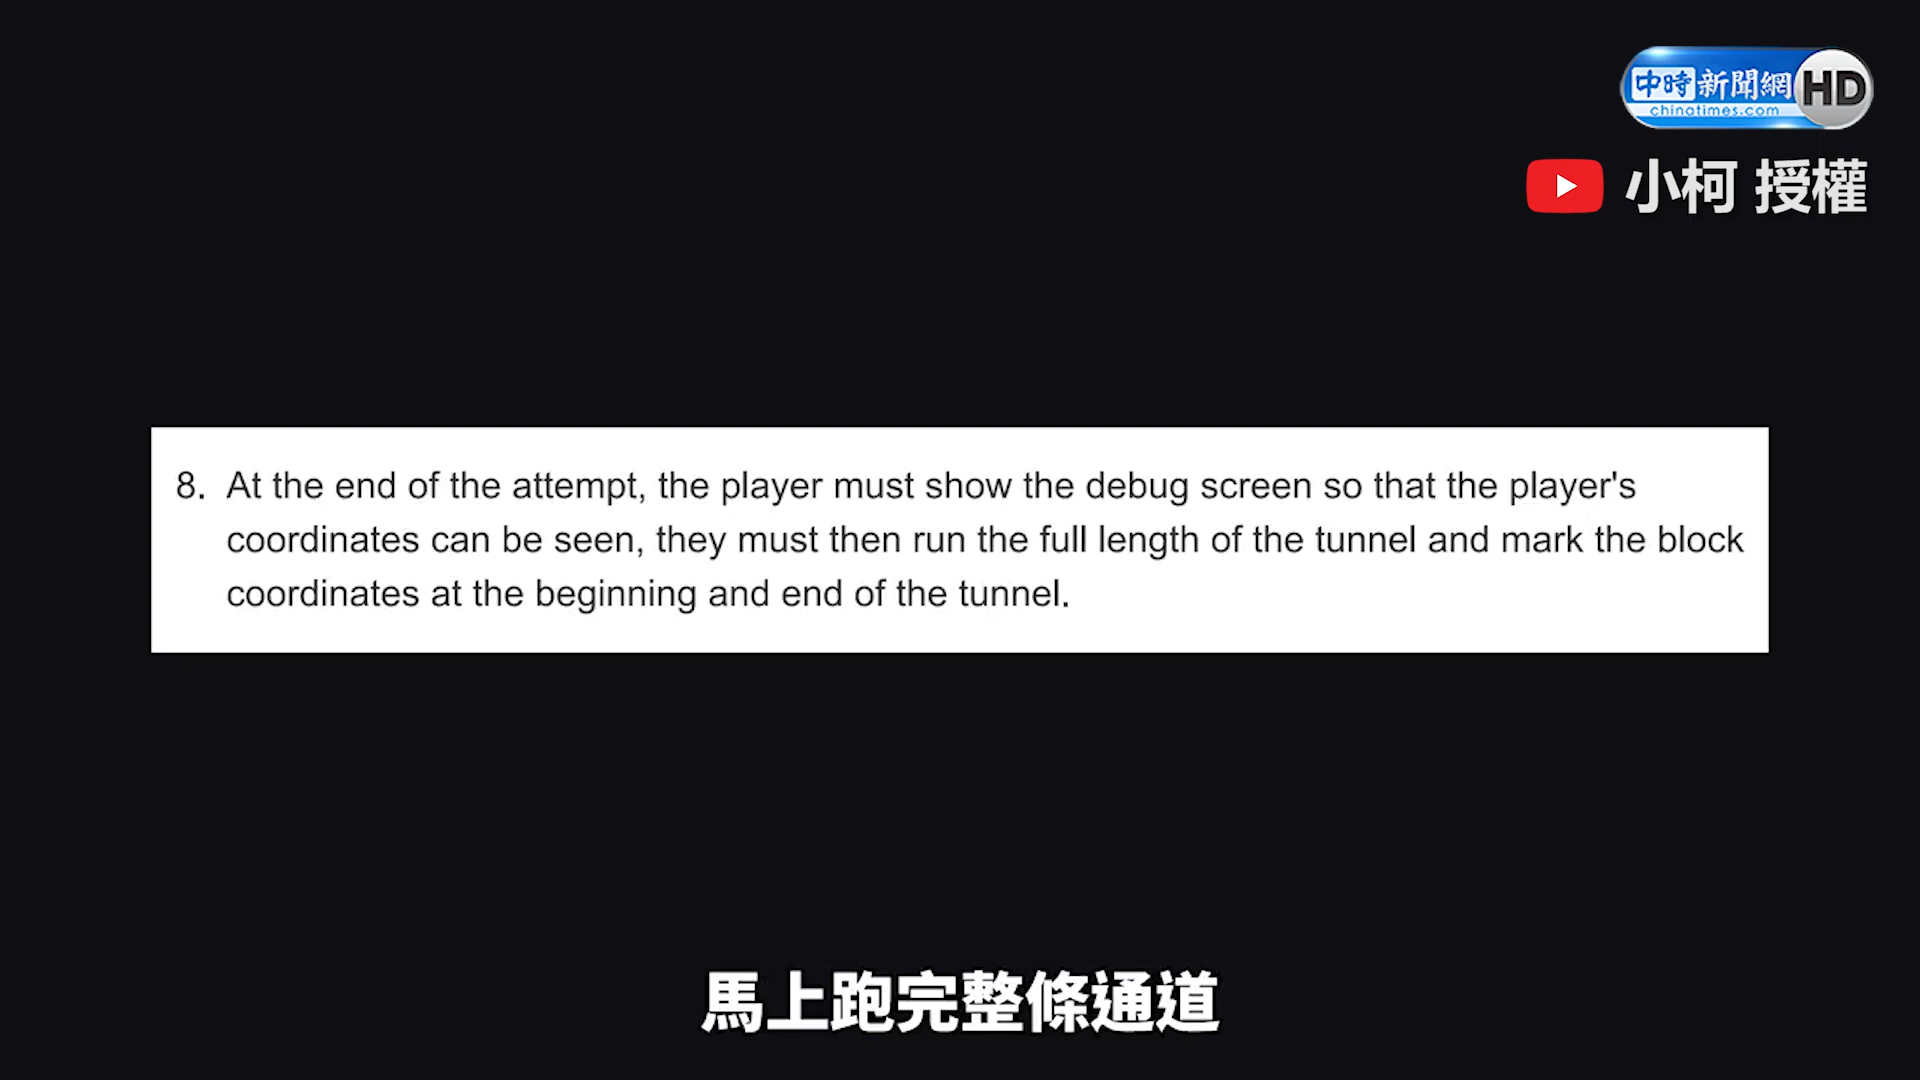 中時新聞網 HD
chinatimes.com
小柯 授權
8. At the end of the attempt, the player must show the debug screen so that the player's
coordinates can be seen, they must then run the full length of the tunnel and mark the block
coordinates at the beginning and end of the tunnel.
馬上跑完整條通道